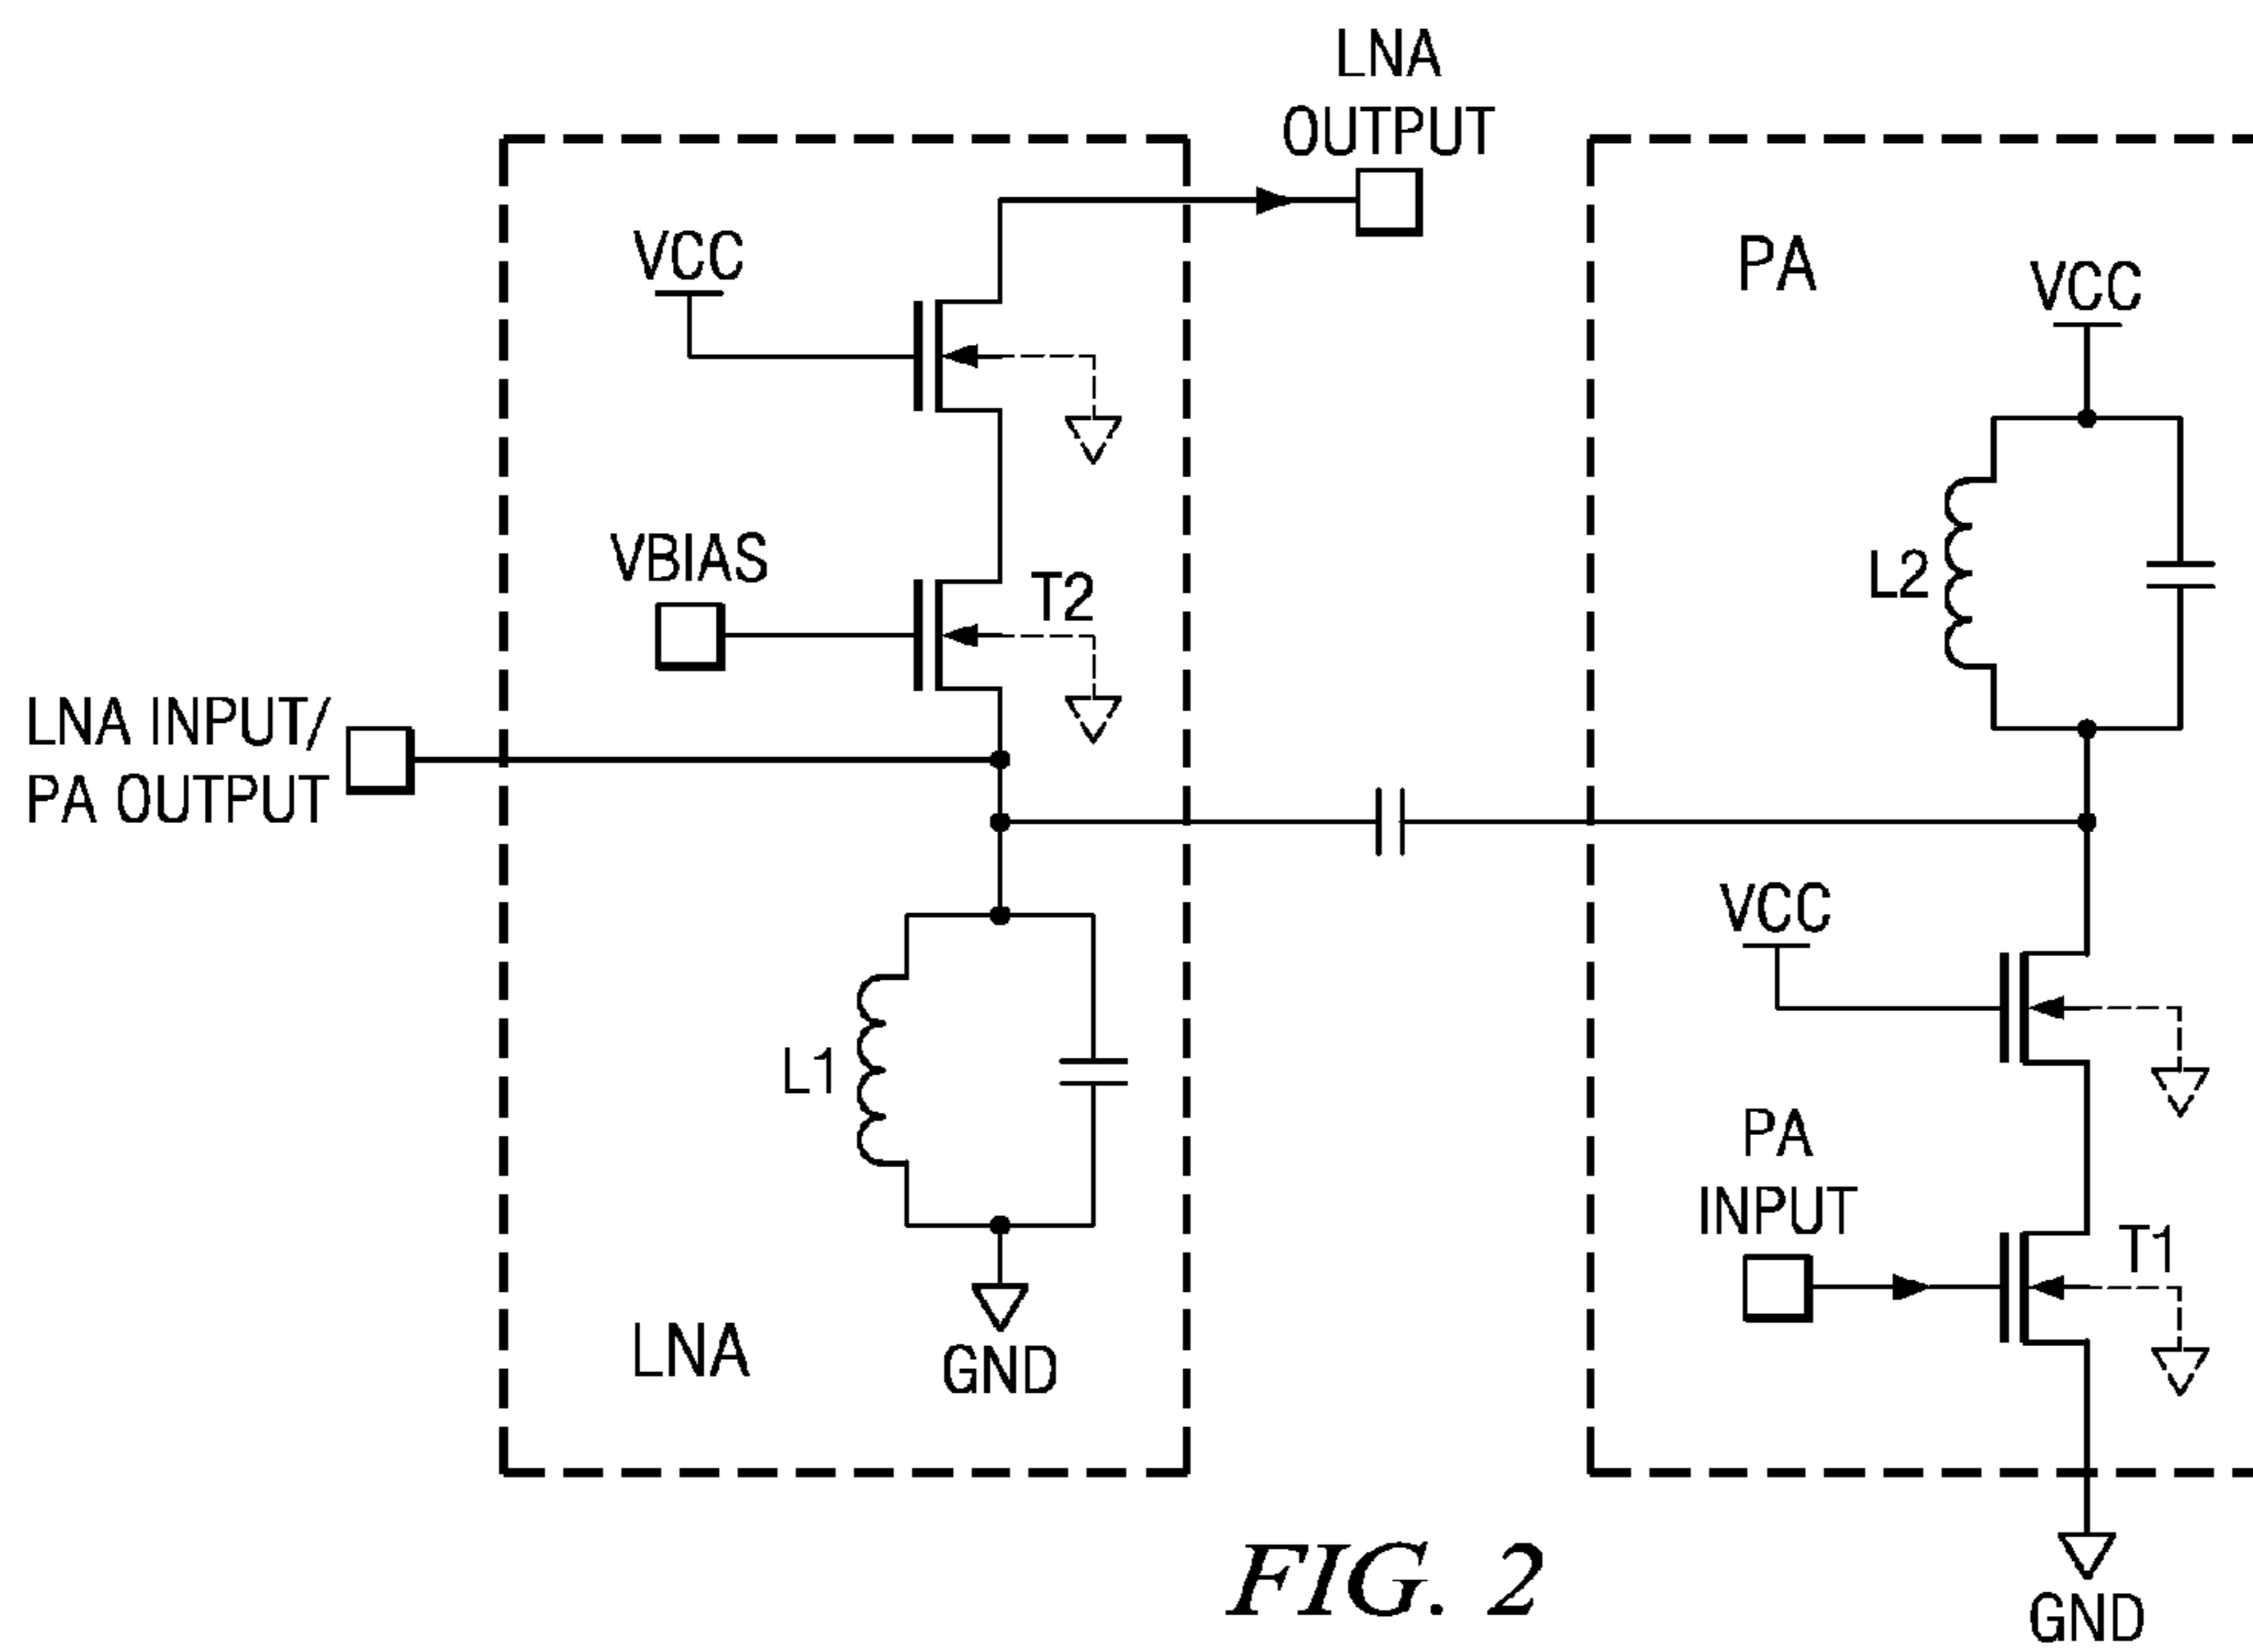 LNA
OUTPUT
VCC
PA
VCC
VBIAS
T2
L2
LNA INPUT/
PA OUTPUT
VCC
L1
PA
INPUT
T1
LNA
GND
FIG. 2
GND